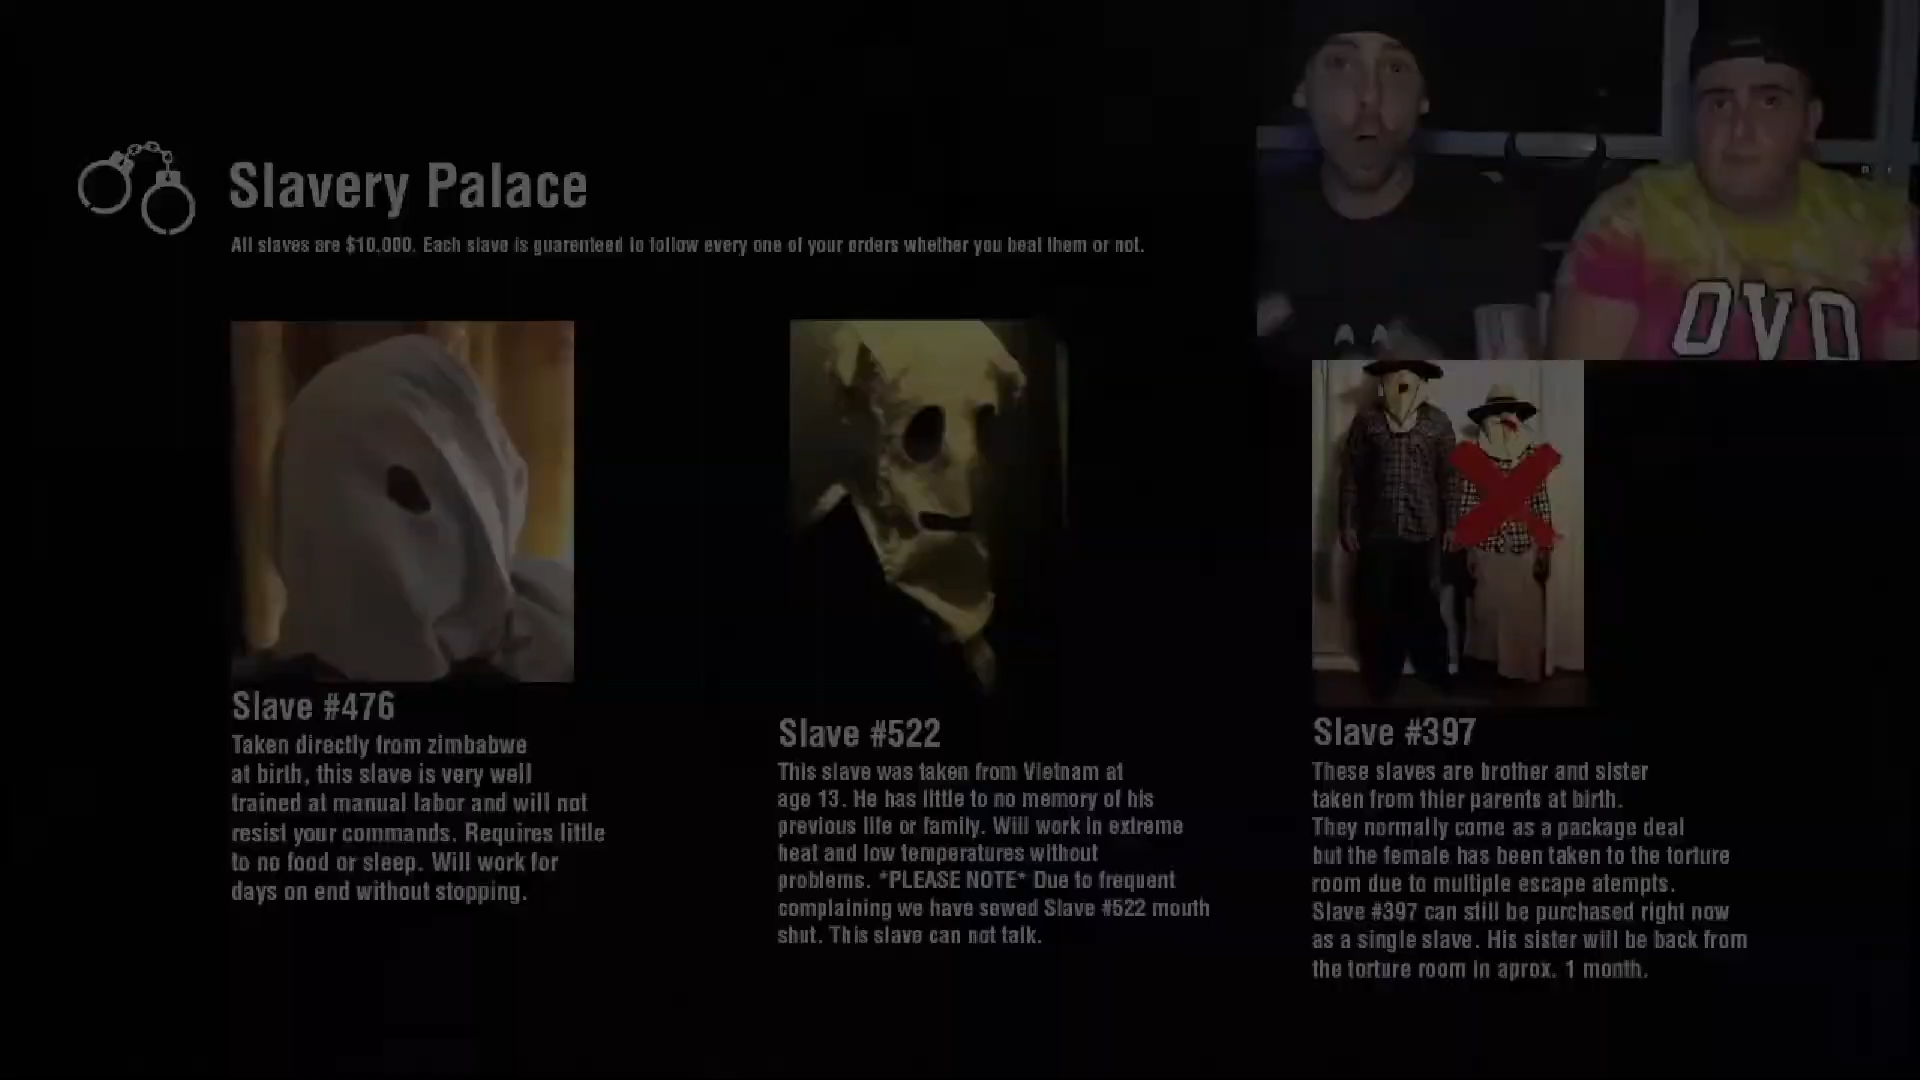 Slavery Palace
All slaves are $10,000. Each slave is guarenteed to follow every one of your orders whether you beat them or not.
OVO
Slave #476
Taken directly from zimbabwe
at birth, this slave is very well
trained at manual labor and will not
resist your commands. Requires little
to no food or sleep. Will work for
days on end without stopping.
Slave #522
This slave was taken from Vietnam at
age 13. He has little to no memory of his
previous life or family. Will work in extreme
heat and low temperatures without
problems. *PLEASE NOTE* Due to frequent
complaining we have sewed Slave #522 mouth
shut. This slave can not talk.
Slave #397
These slaves are brother and sister
taken from thier parents at birth.
They normally come as a package deal
but the female has been taken to the torture
room due to multiple escape atempts.
Slave #397 can still be purchased right now
as a single slave. His sister will be back from
the torture room in aprox. 1 month.